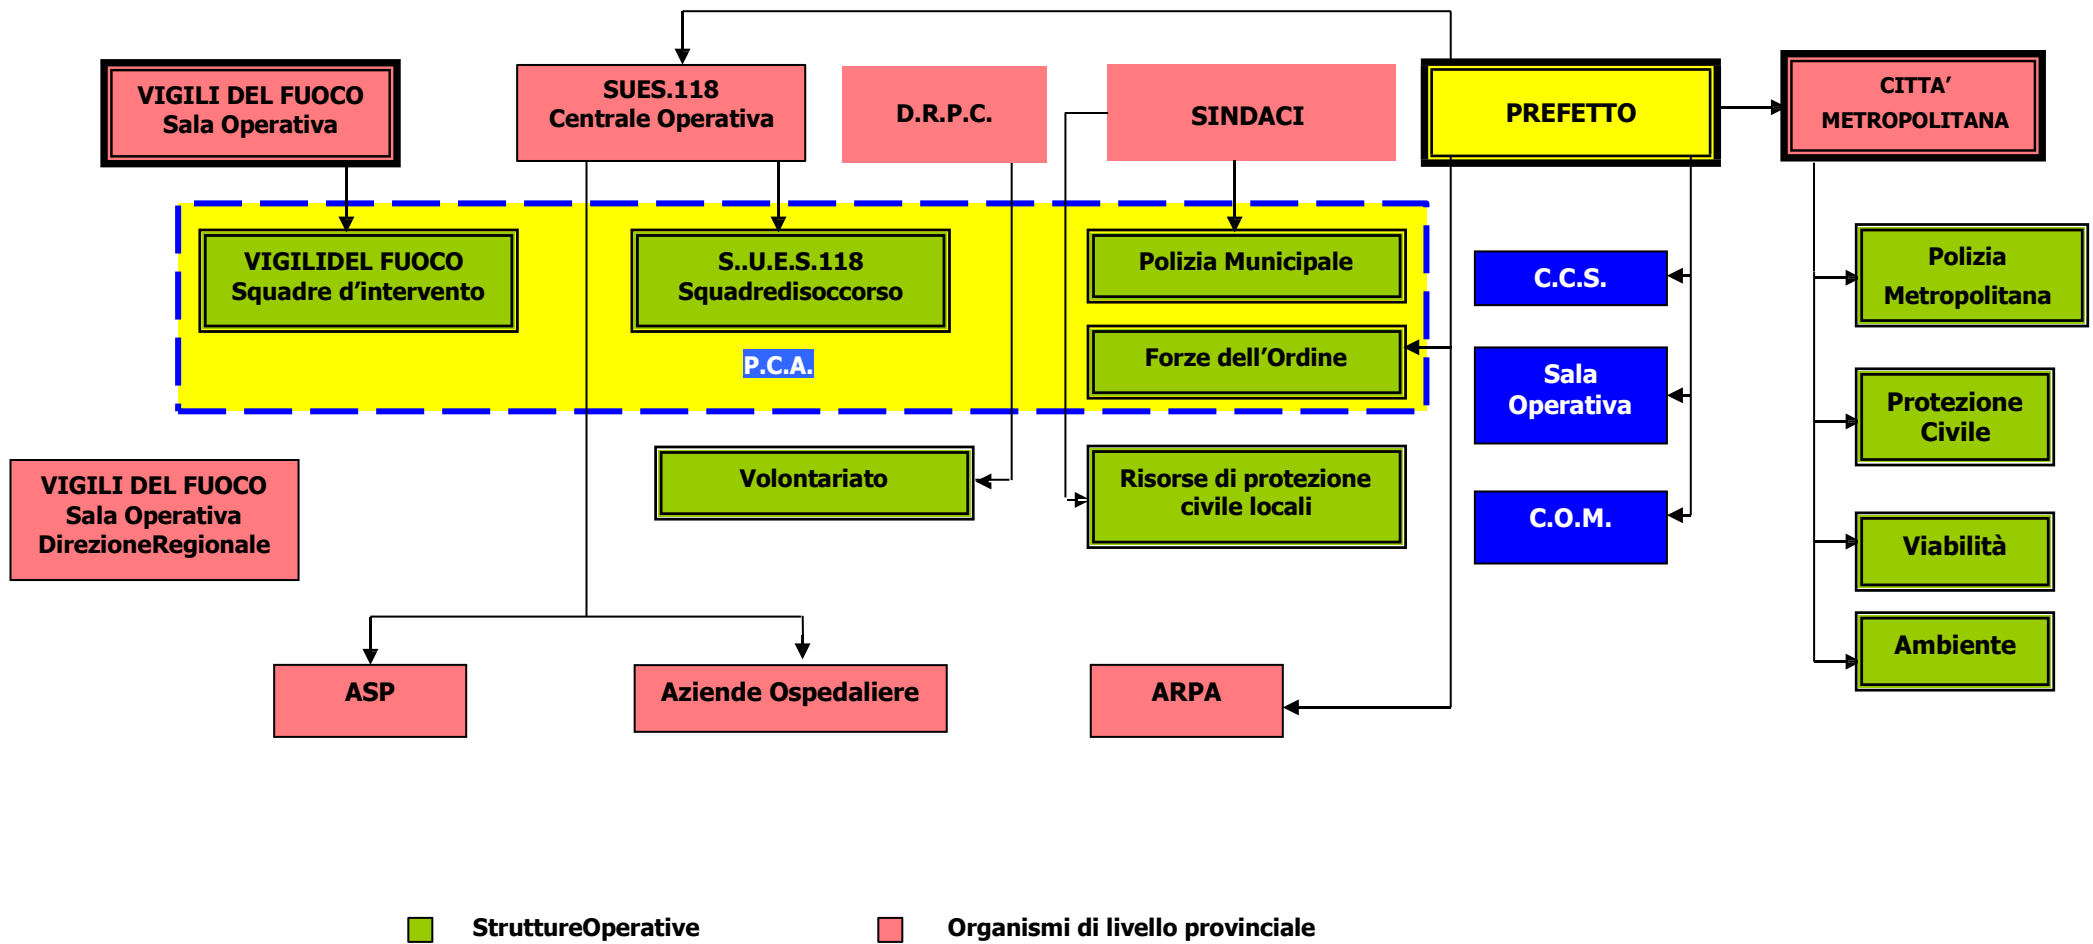 VIGILI DEL FUOCO
Sala Operativa
SUES.118
Centrale Operativa
D.R.P.C.
SINDACI
PREFETTO
CITTA’
METROPOLITANA
VIGILIDEL FUOCO
Squadre d’intervento
S..U.E.S.118
Squadredisoccorso
Polizia Municipale
Forze dell’Ordine
P.C.A.
C.C.S.
Sala
Operativa
C.O.M.
Polizia
Metropolitana
Protezione
Civile
Viabilità
Ambiente
Volontariato
Risorse di protezione
civile locali
VIGILI DEL FUOCO
Sala Operativa
DirezioneRegionale
ASP
Aziende Ospedaliere
ARPA
StruttureOperative
Organismi di livello provinciale